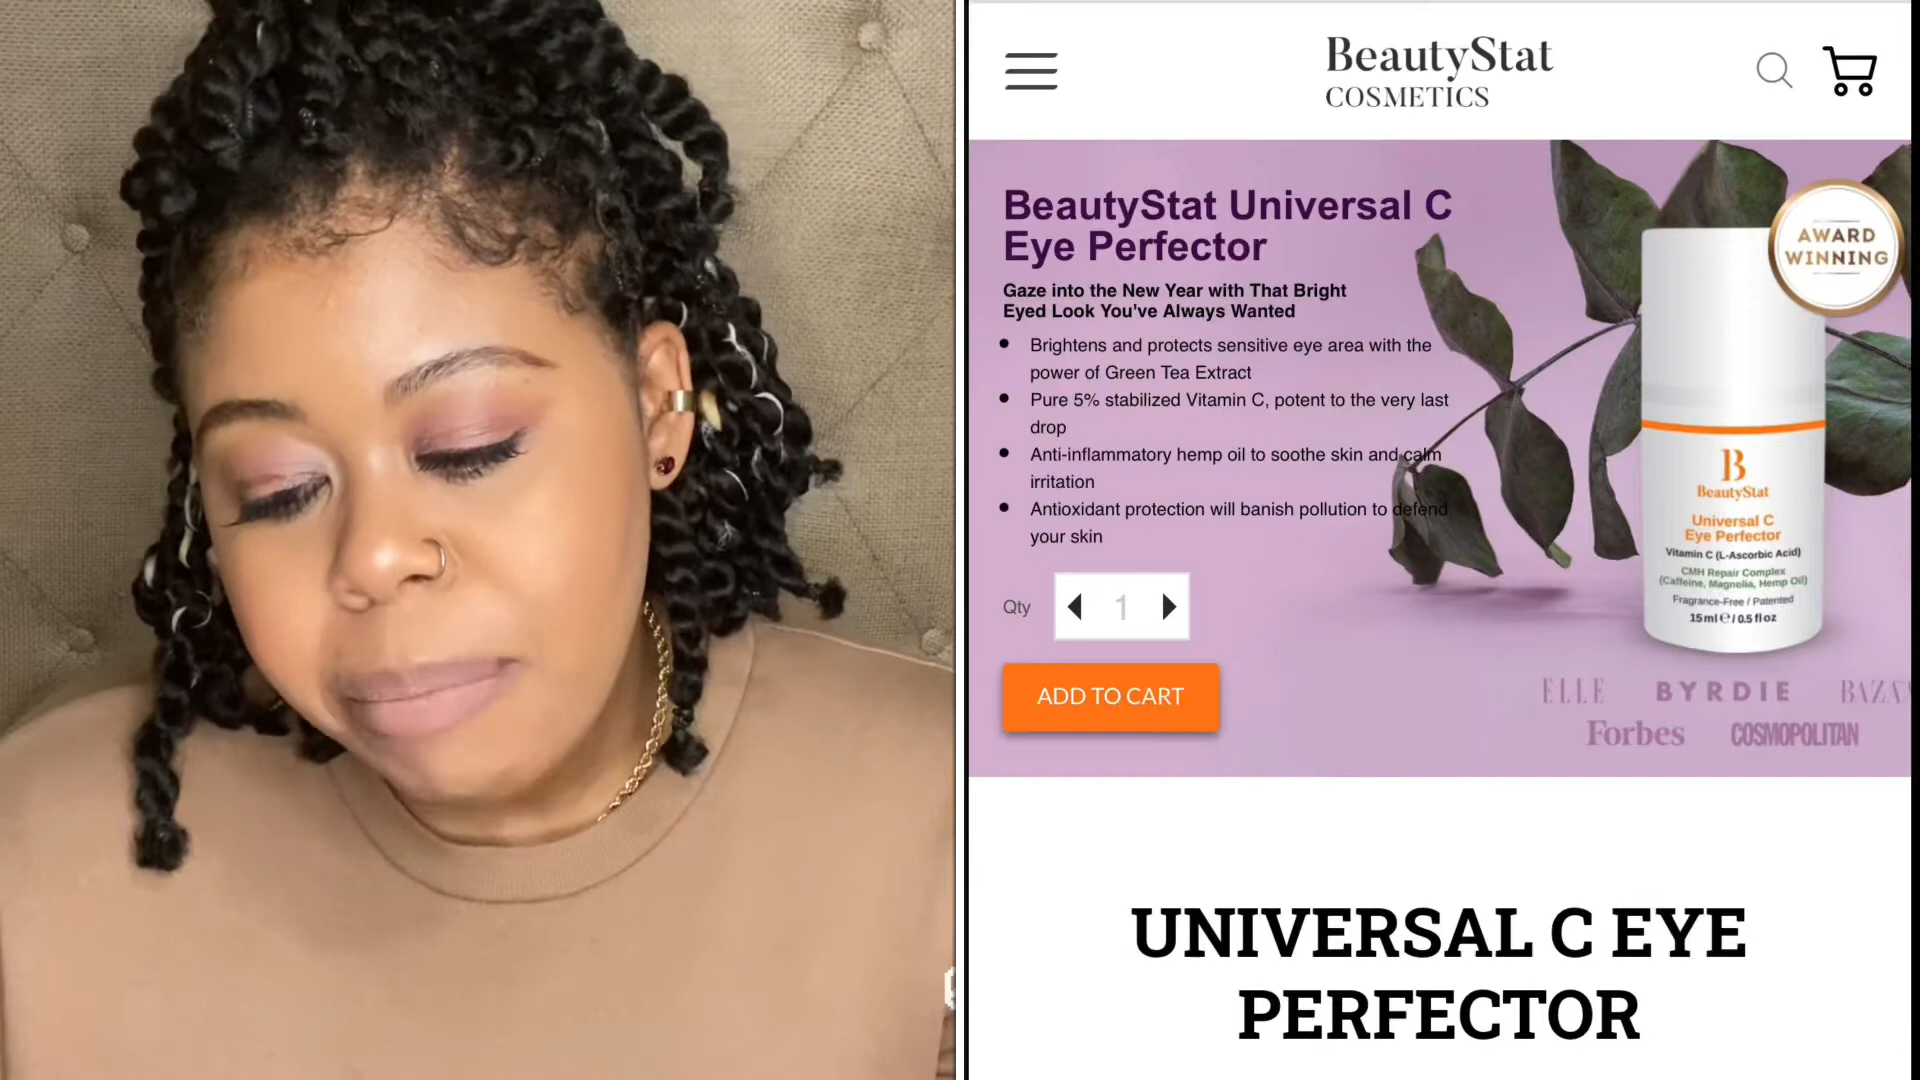 BeautyStat
COSMETICS
BeautyStat Universal C
Eye Perfector
Gaze into the New Year with That Bright
Eyed Look You've Always Wanted
Brightens and protects sensitive eye area with the
power of Green Tea Extract
Pure 5% stabilized Vitamin C, potent to the very last
drop
Anti-inflammatory hemp oil to soothe skin and calm
irritation
Antioxidant protection will banish pollution to defend
your skin
Qty
1
ADD TO CART
AWARD
WINNING
B
BeautyStat
Universal C
Eye Perfector
Vitamin C (L-Ascorbic Acid)
CMH Repair Complex
(Caffeine, Magnolia, Hemp Oil)
Fragrance-Free / Patented
15 ml ℮ / 0.5 fl oz
ELLE BYRDIE
Forbes COSMOPOLITAN
UNIVERSAL C EYE
PERFECTOR